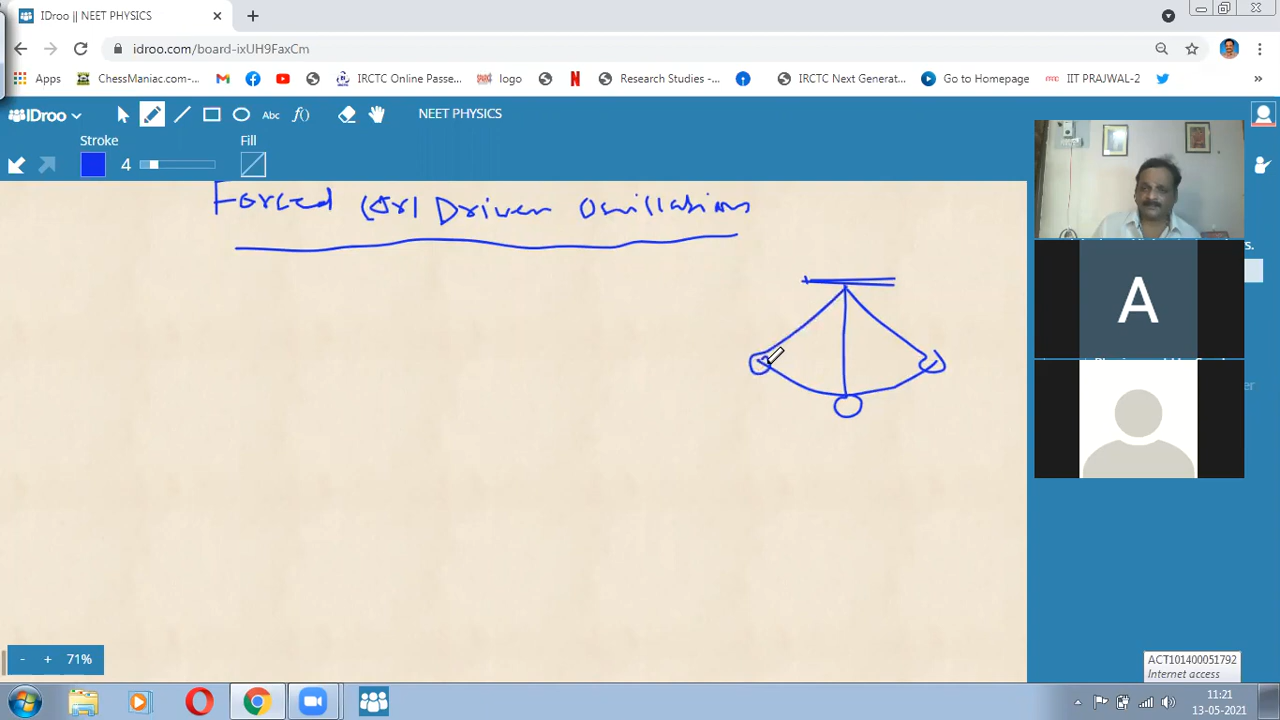 IDroo || NEET PHYSICS
idroo.com/board-ixUH9FaxCm
Apps ChessManiac.com-... IRCTC Online Passe... logo Research Studies -... IRCTC Next Generat... Go to Homepage IIT PRAJWAL-2 »
IDroo Abc f() NEET PHYSICS
Stroke Fill
4
Forced (Or) Driven Oscillations
s.
A
- + 71%
ACT101400051792
Internet access
11:21
13-05-2021